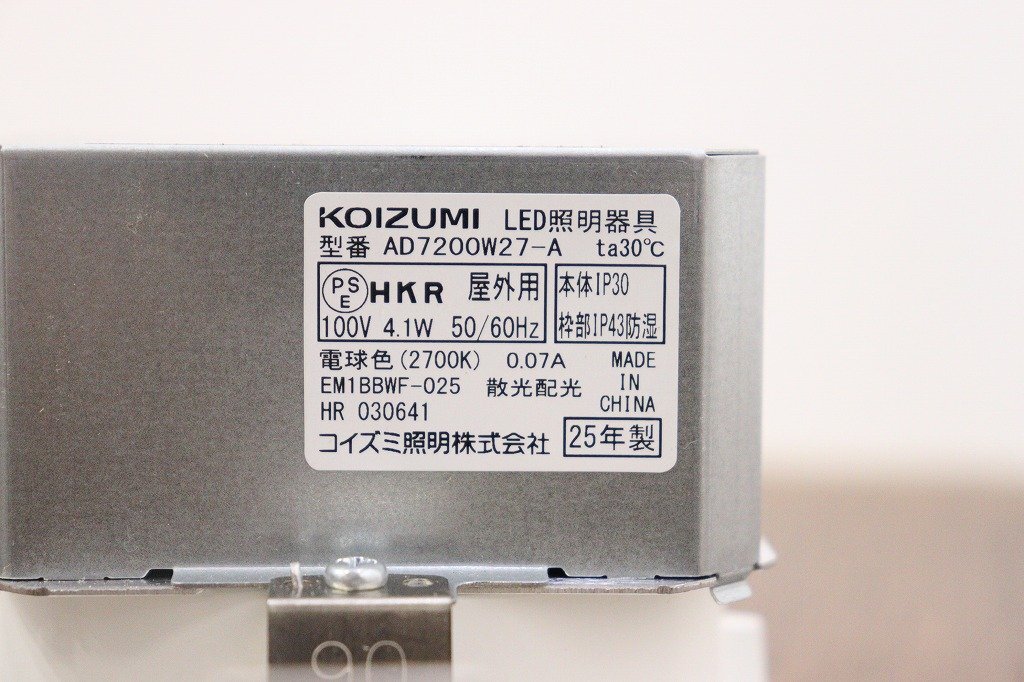 KOIZUMI LED照明器具
型番 AD7200W27-A ta30℃
PSE HKR 屋外用
100V 4.1W 50/60Hz
本体IP30
枠部IP43防湿
電球色(2700K) 0.07A
EM1BBWF-025 散光配光
HR 030641
MADE
IN
CHINA
コイズミ照明株式会社 25年製
90